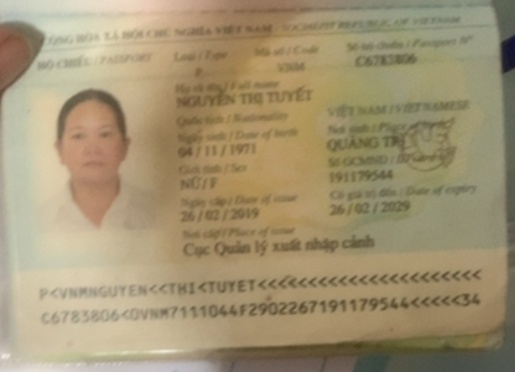 CỘNG HÒA XÃ HỘI CHỦ NGHĨA VIỆT NAM / SOCIALIST REPUBLIC OF VIETNAM
HỘ CHIẾU / PASSPORT Loại / Type Mã số / Code Số hộ chiếu / Passport Nº
P VNM C6783806
Họ và tên / Full name
NGUYỄN THỊ TUYẾT
Quốc tịch / Nationality VIỆT NAM / VIETNAMESE
Ngày sinh / Date of birth Nơi sinh / Place
04 / 11 / 1971 QUẢNG TRỊ
Giới tính / Sex Số GCMND
NỮ / F 191179544
Ngày cấp / Date of issue Có giá trị đến / Date of expiry
26 / 02 / 2019 26 / 02 / 2029
Nơi cấp / Place of issue
Cục Quản lý xuất nhập cảnh
P<VNMNGUYEN<<THI<TUYET<<<<<<<<<<<<<<<<<<<<<<
C6783806<0VNM7111044F2902267191179544<<<<<34